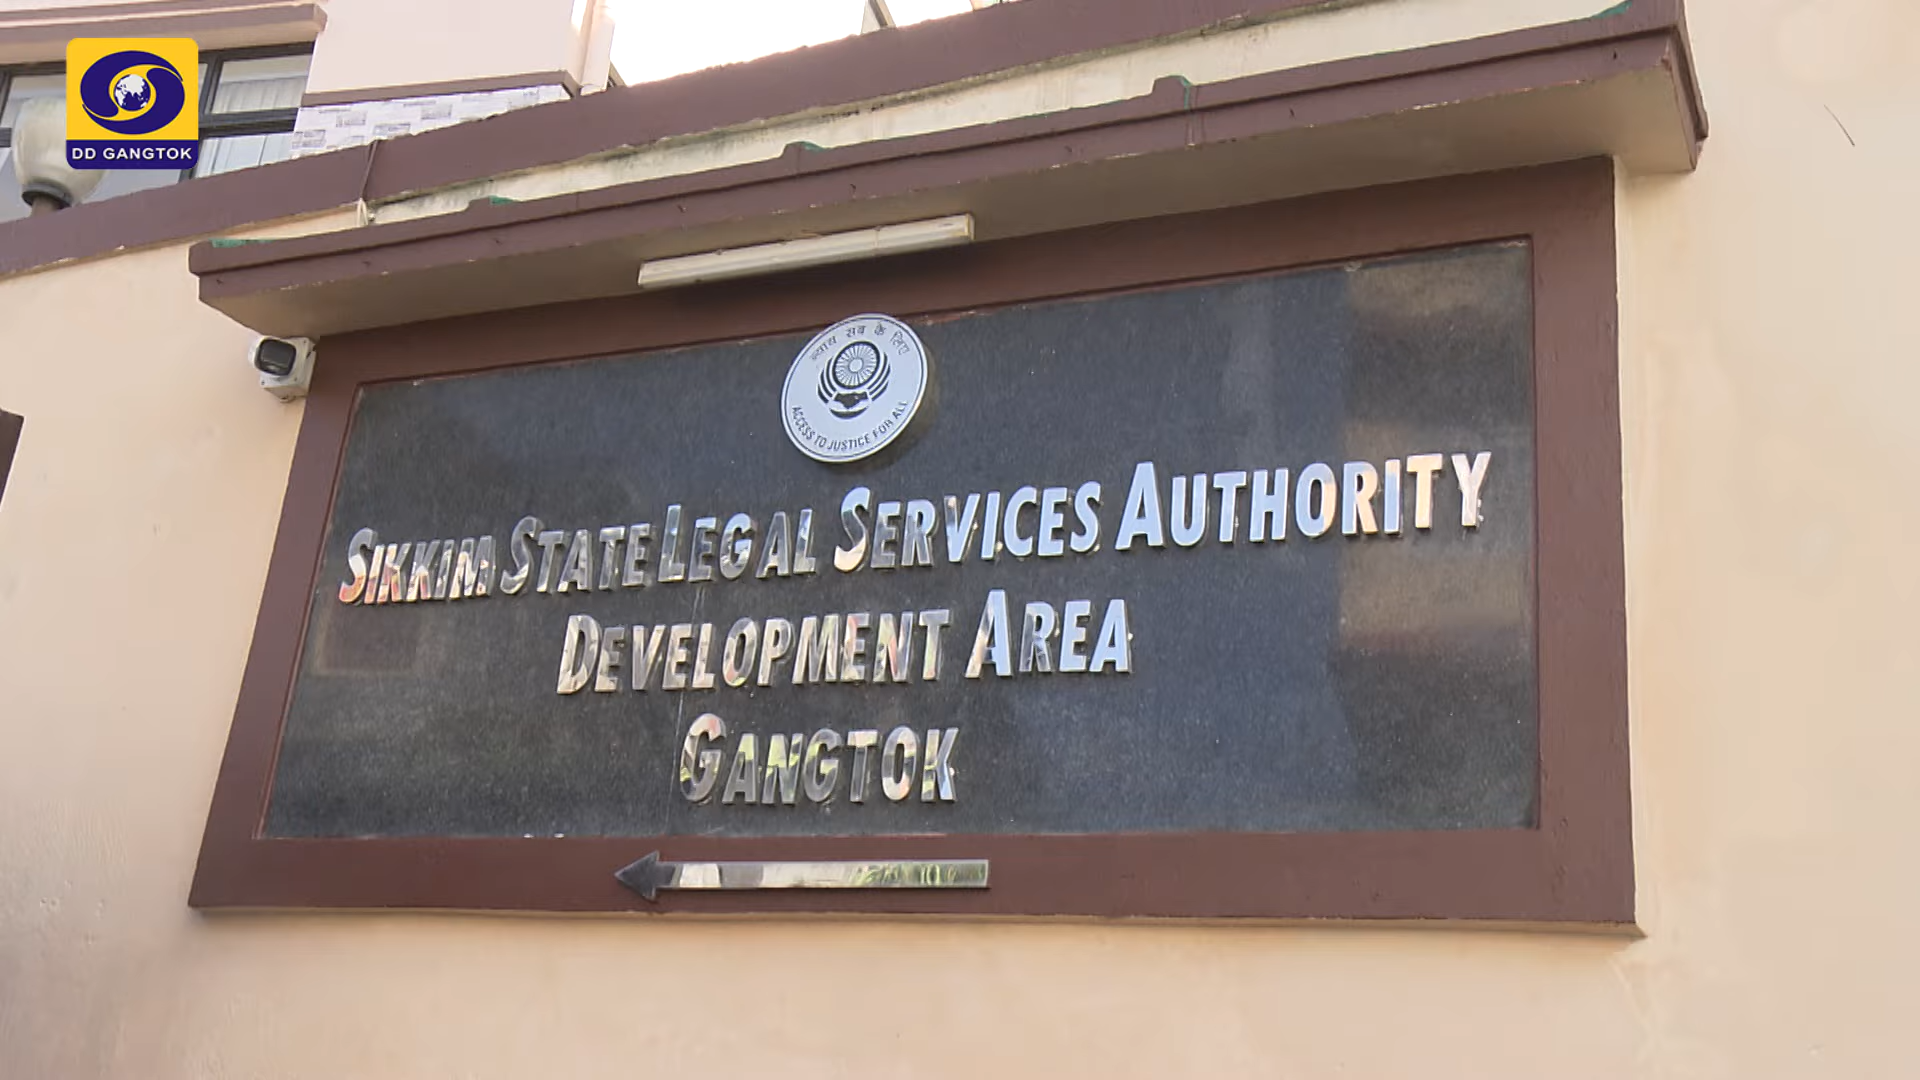 DD GANGTOK
न्याय सब के लिए
ACCESS TO JUSTICE FOR ALL
SIKKIM STATE LEGAL SERVICES AUTHORITY
DEVELOPMENT AREA
GANGTOK